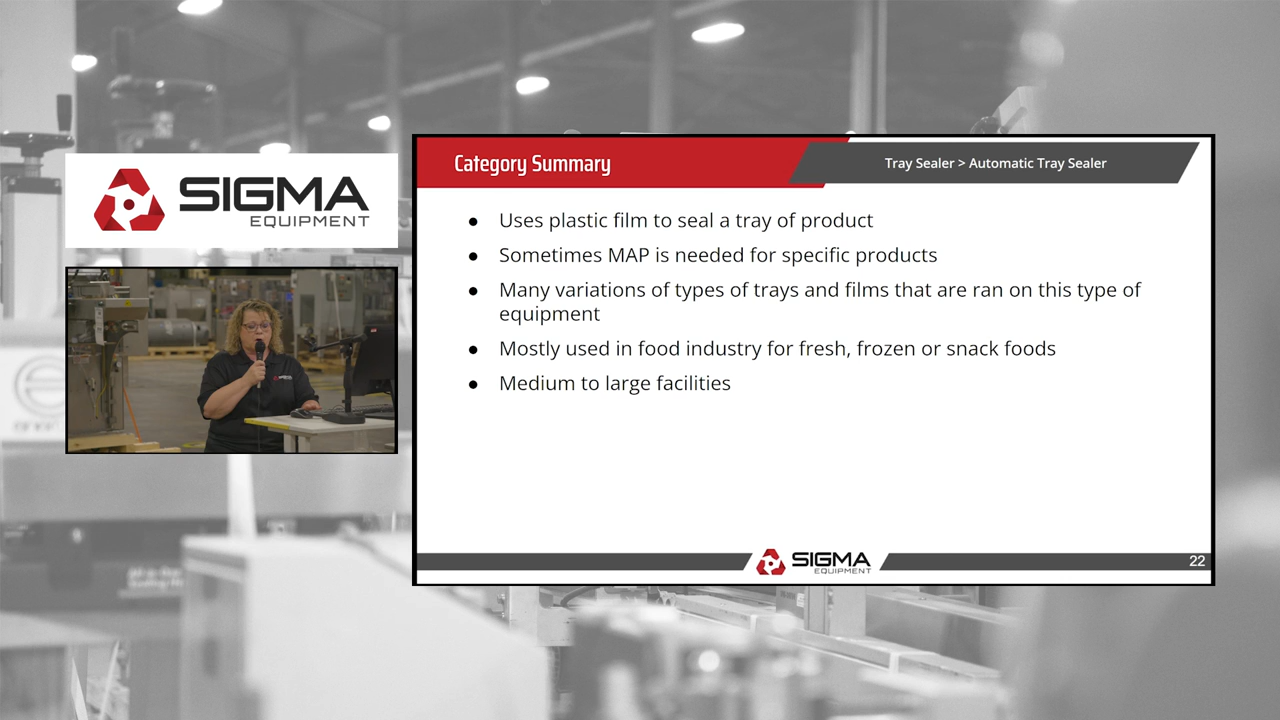 SIGMA
EQUIPMENT
Category Summary
Tray Sealer > Automatic Tray Sealer
● Uses plastic film to seal a tray of product
● Sometimes MAP is needed for specific products
● Many variations of types of trays and films that are ran on this type of
equipment
● Mostly used in food industry for fresh, frozen or snack foods
● Medium to large facilities
SIGMA
EQUIPMENT
22